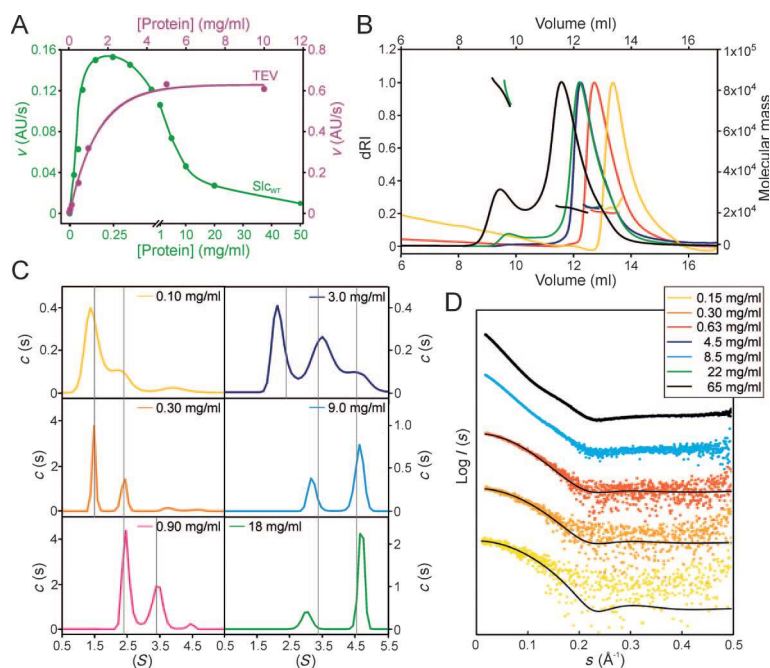 A
[Protein] (mg/ml)
0 2 4 6 8 10 12
0.16
0.12
0.08
0.04
0
v (AU/s)
0.8
0.6
0.4
0.2
0
v (AU/s)
TEV
Slc WT
0 0.25 1 10 20 30 40 50
[Protein] (mg/ml)
B
Volume (ml)
6 8 10 12 14 16
1.2
1.0
0.8
0.6
0.4
0.2
0
dRI
1x10⁵
8x10⁴
6x10⁴
4x10⁴
2x10⁴
0
Molecular mass
6 8 10 12 14 16
Volume (ml)
C
0.10 mg/ml
3.0 mg/ml
0.4
0.2
0
c (s)
0.4
0.2
0
c (s)
0.30 mg/ml
9.0 mg/ml
4
2
0
c (s)
1.0
0.5
0
c (s)
0.90 mg/ml
18 mg/ml
4
2
0
c (s)
2
1
0
c (s)
0.5 1.5 2.5 3.5 4.5 0.5 1.5 2.5 3.5 4.5 5.5
(S) (S)
D
0.15 mg/ml
0.30 mg/ml
0.63 mg/ml
4.5 mg/ml
8.5 mg/ml
22 mg/ml
65 mg/ml
Log I (s)
0 0.1 0.2 0.3 0.4 0.5
s (Å⁻¹)